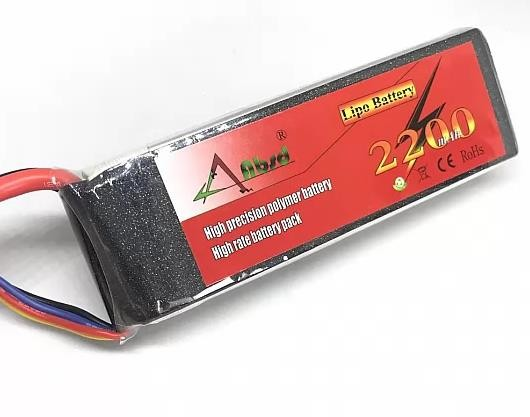 Anbsd ®
High precision polymer battery
High rate battery pack
Lipo Battery
2200 mAh
CE RoHs